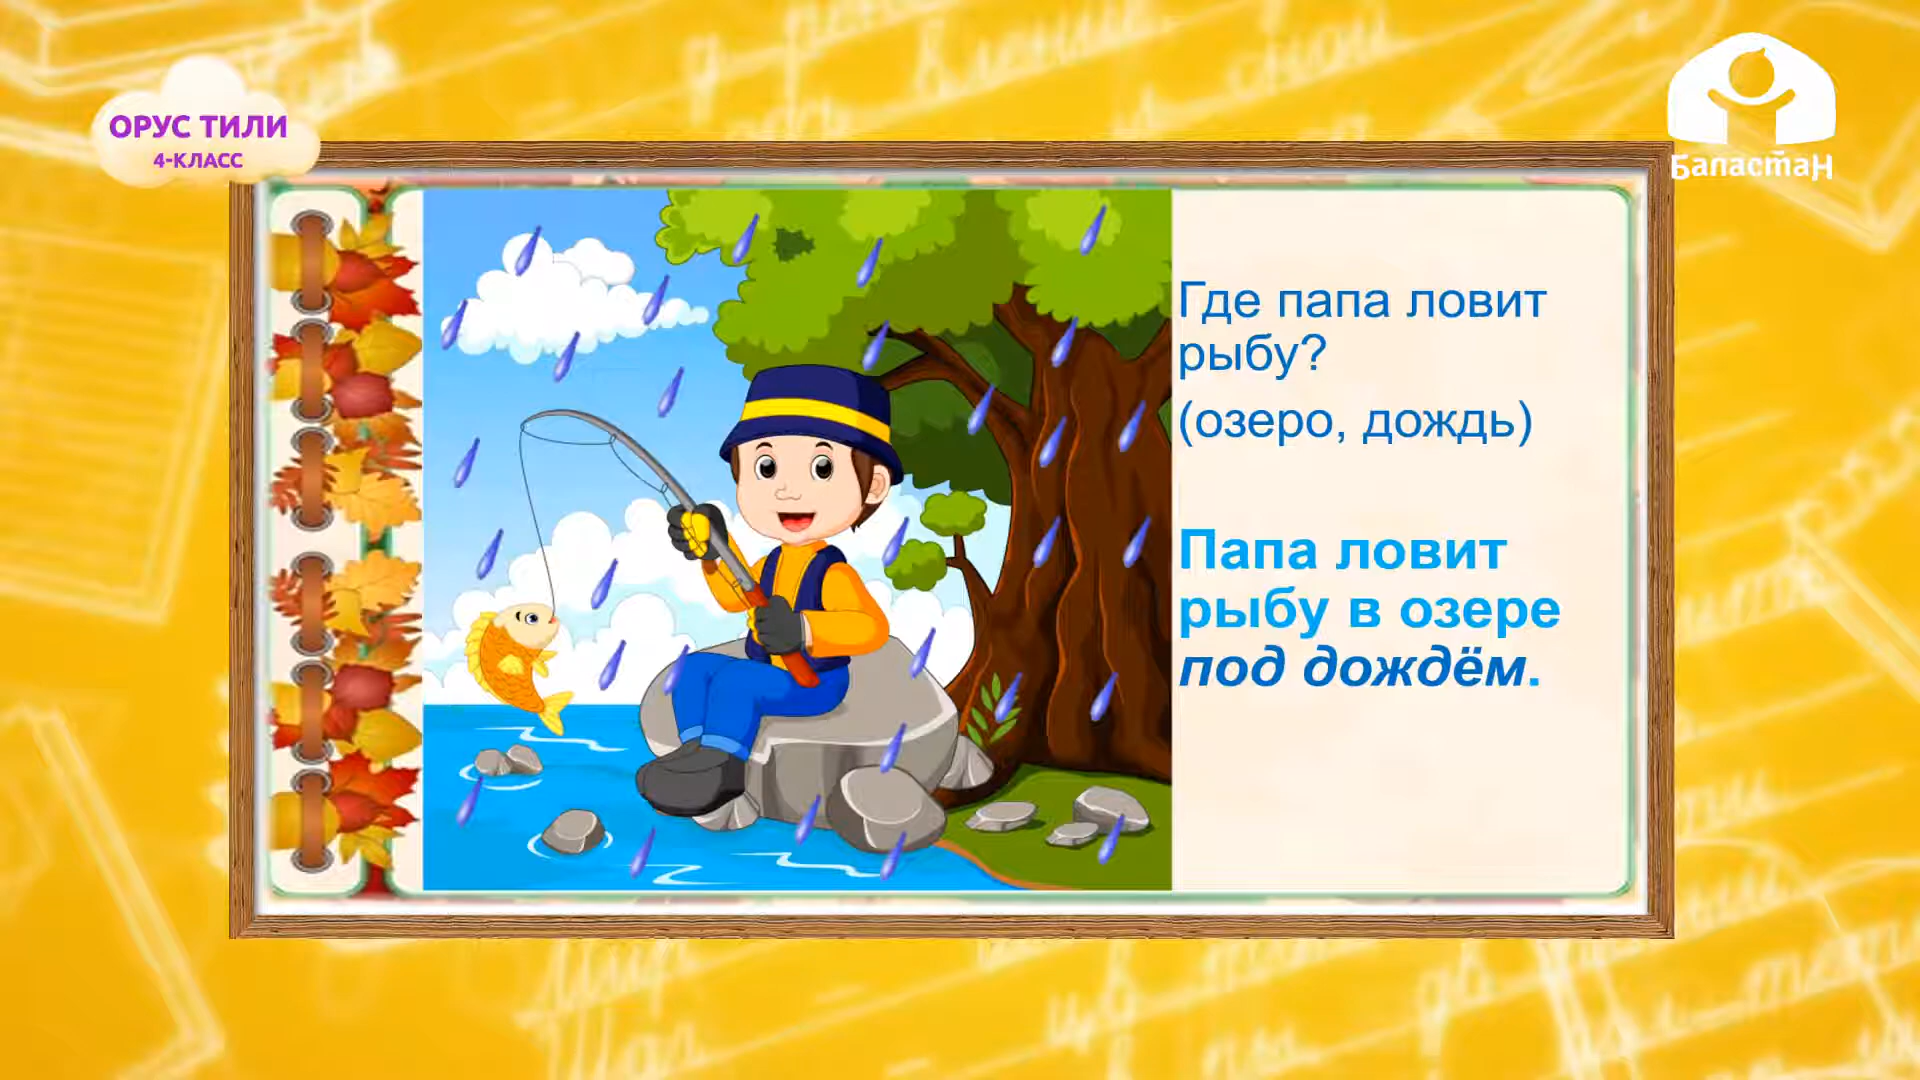 ОРУС ТИЛИ
4-КЛАСС
БаластаН
Где папа ловит
рыбу?
(озеро, дождь)
Папа ловит
рыбу в озере
под дождём.